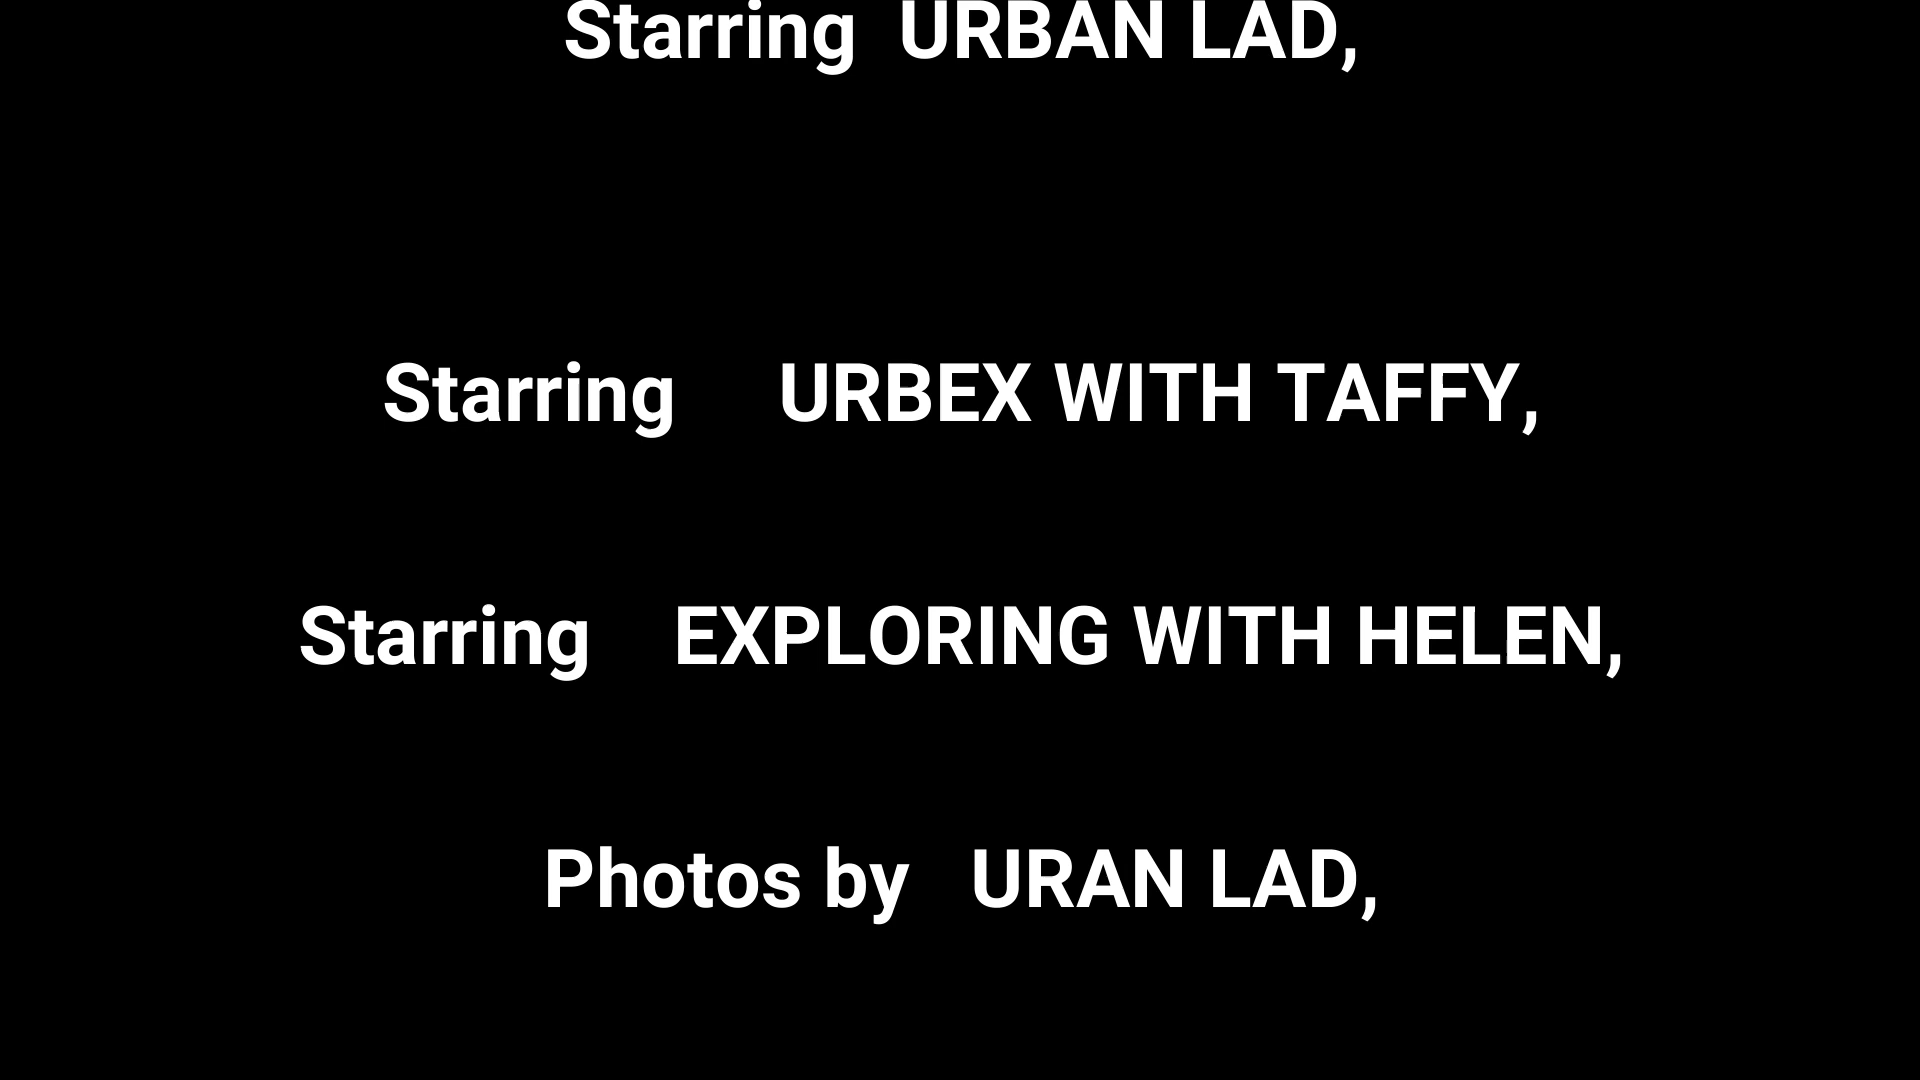 Starring URBAN LAD,
Starring URBEX WITH TAFFY,
Starring EXPLORING WITH HELEN,
Photos by URAN LAD,